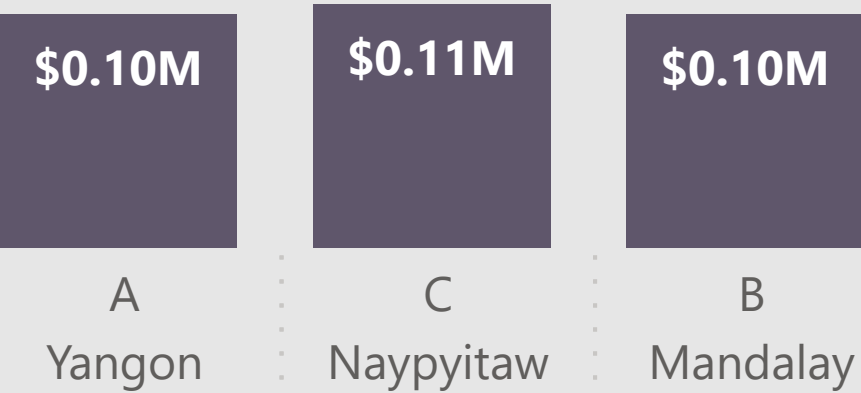 $0.10M
$0.11M
$0.10M
A
C
B
Yangon
Naypyitaw
Mandalay